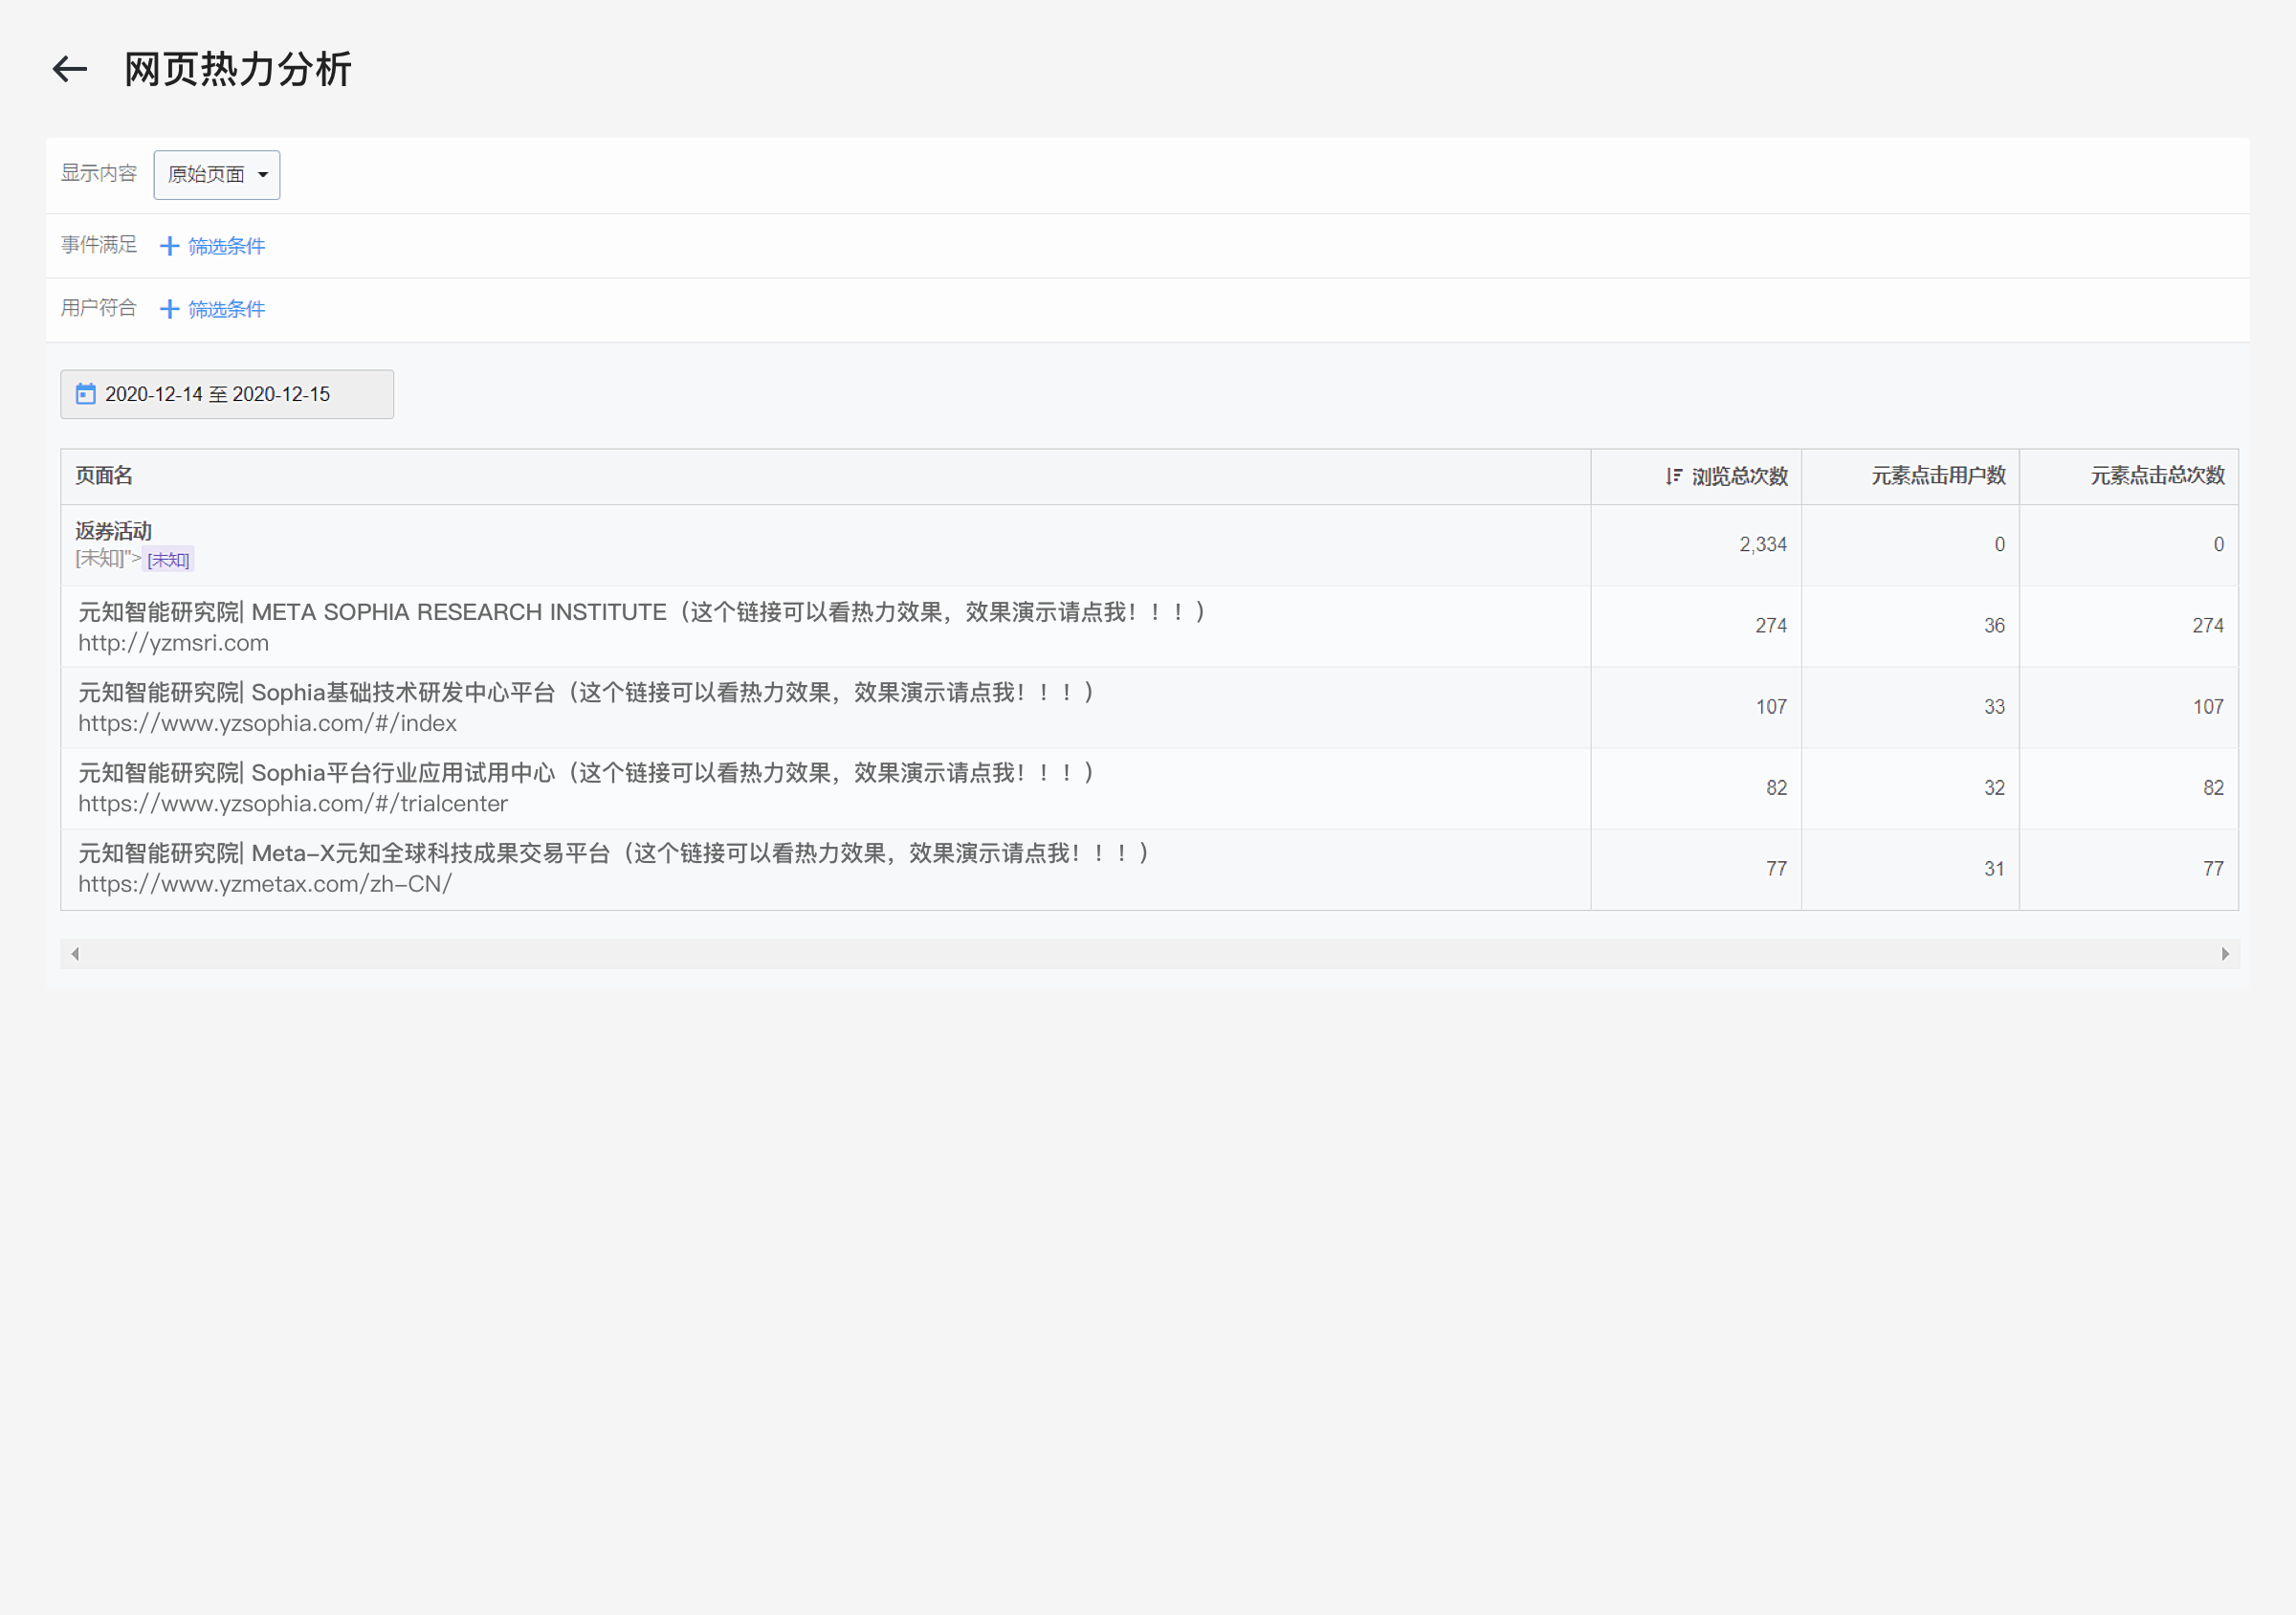 网页热力分析
显示内容 原始页面
事件满足 筛选条件
用户符合 筛选条件
2020-12-14 至 2020-12-15
页面名 浏览总次数 元素点击用户数 元素点击总次数
返券活动
[未知]">[未知] 2,334 0 0
元知智能研究院| META SOPHIA RESEARCH INSTITUTE（这个链接可以看热力效果，效果演示请点我！！！）
http://yzmsri.com 274 36 274
元知智能研究院| Sophia基础技术研发中心平台（这个链接可以看热力效果，效果演示请点我！！！）
https://www.yzsophia.com/#/index 107 33 107
元知智能研究院| Sophia平台行业应用试用中心（这个链接可以看热力效果，效果演示请点我！！！）
https://www.yzsophia.com/#/trialcenter 82 32 82
元知智能研究院| Meta-X元知全球科技成果交易平台（这个链接可以看热力效果，效果演示请点我！！！）
https://www.yzmetax.com/zh-CN/ 77 31 77